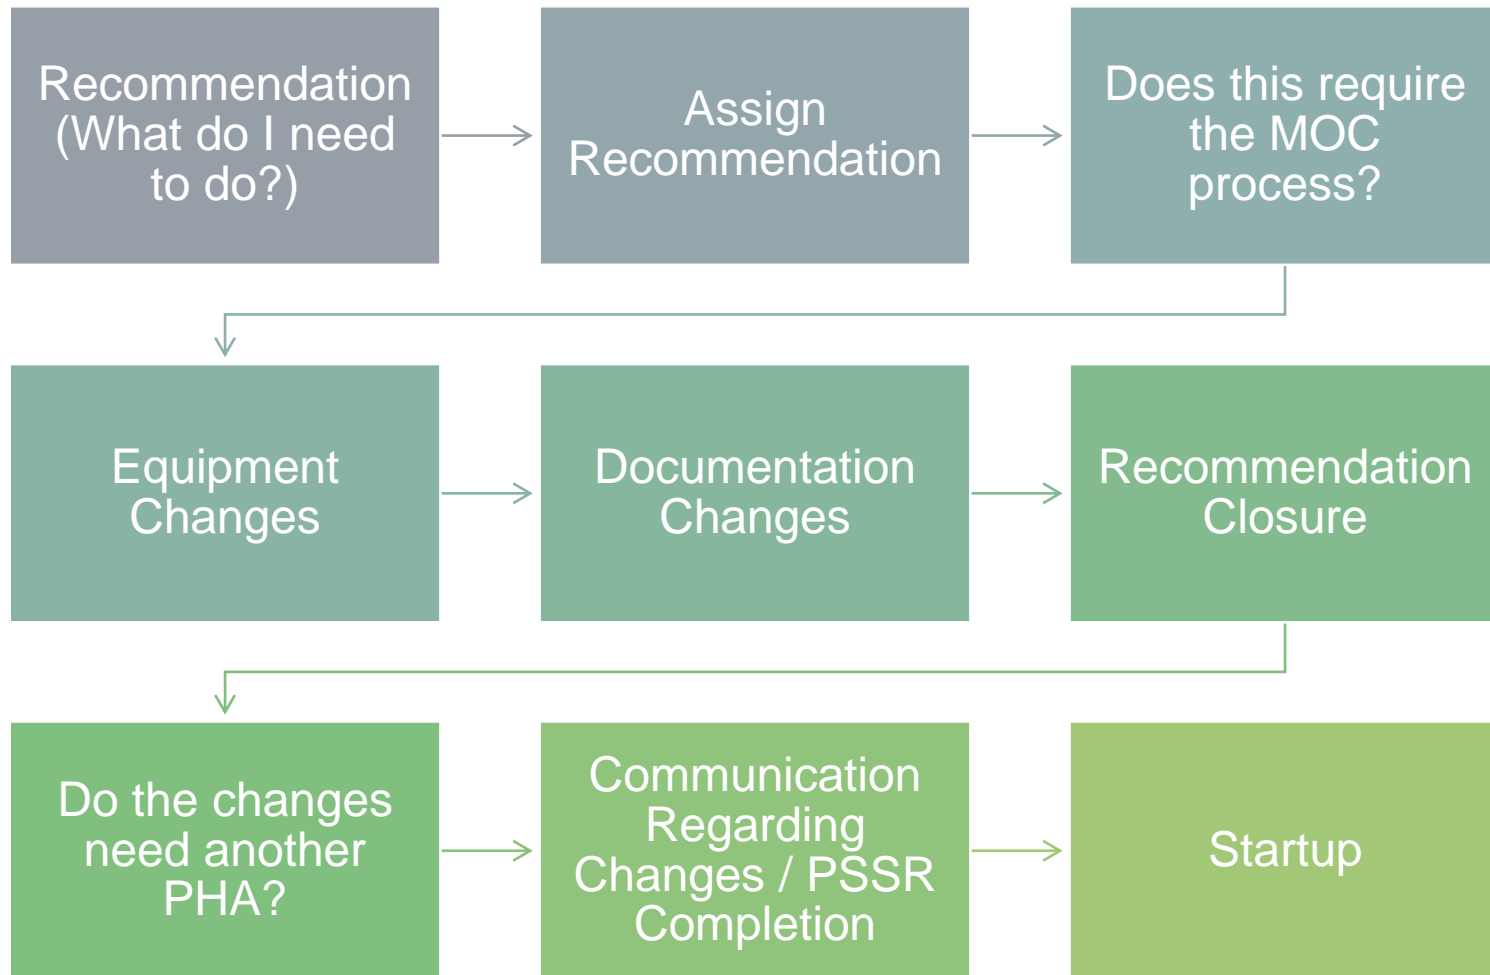 Recommendation
(What do I need
to do?)
Assign
Recommendation
Does this require
the MOC
process?
Equipment
Changes
Documentation
Changes
Recommendation
Closure
Do the changes
need another
PHA?
Communication
Regarding
Changes / PSSR
Completion
Startup